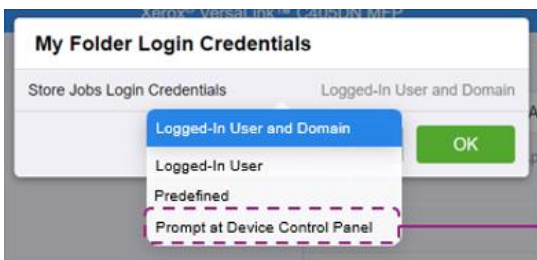 Xerox® VersaLink™ C405DN MFP
My Folder Login Credentials
Store Jobs Login Credentials
Logged-In User and Domain
Logged-In User and Domain
OK
Logged-In User
Predefined
Prompt at Device Control Panel